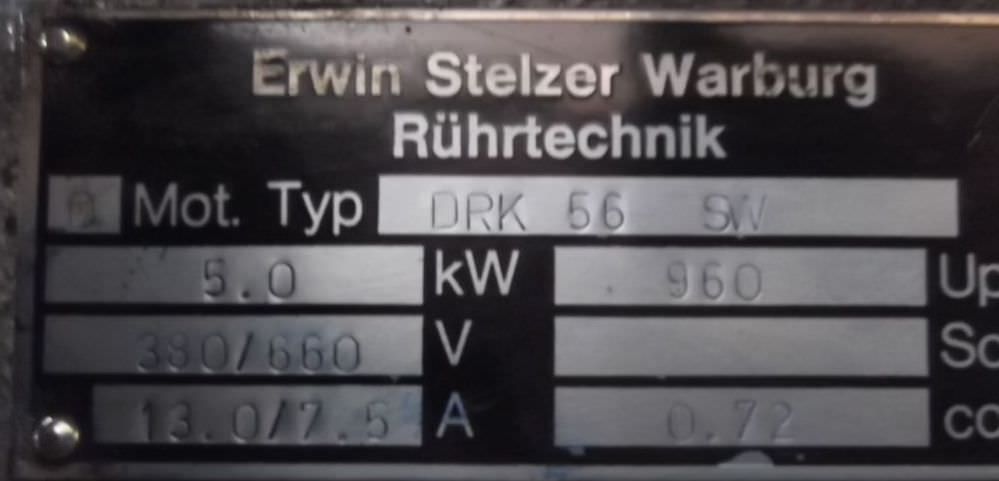 Erwin Stelzer Warburg
Rührtechnik
Mot. Typ DRK 56 SW
5.0 kW 960 Up
380/660 V Sc
13.0/7.5 A 0.72 co